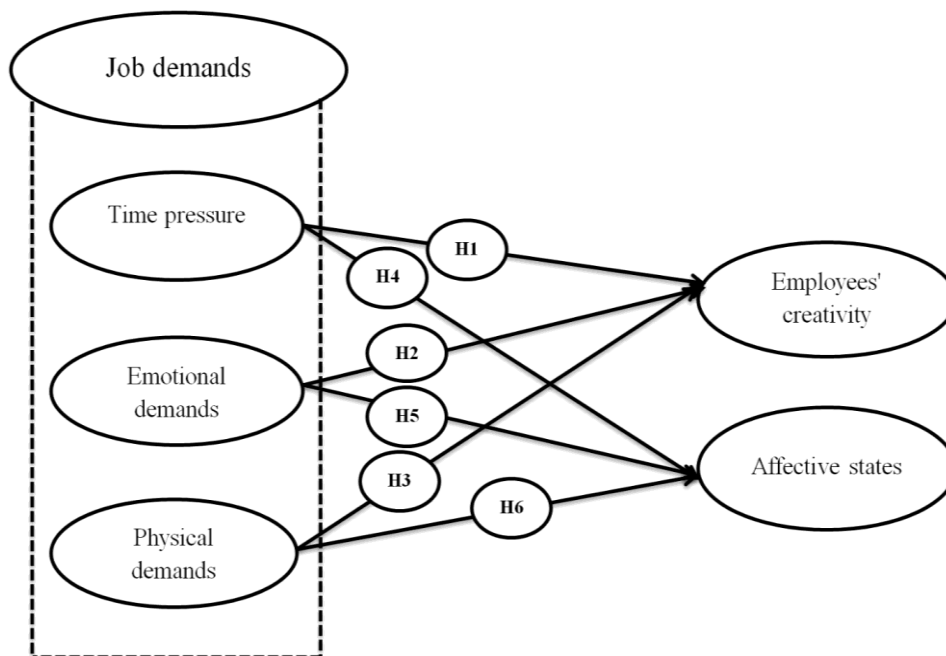 Job demands
Time pressure
H1
H4
Employees'
creativity
Emotional
demands
H2
H5
Affective states
H3
H6
Physical
demands